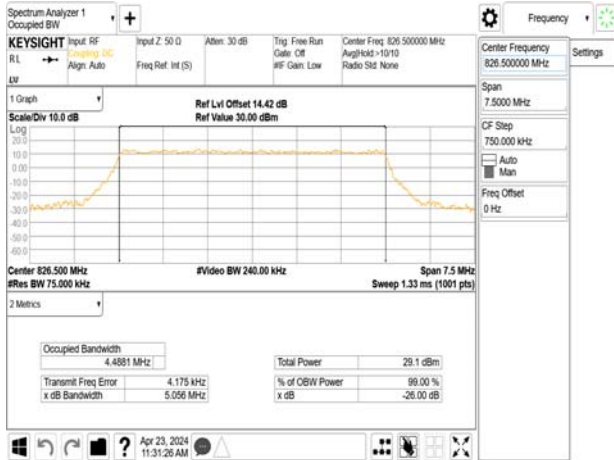 Spectrum Analyzer 1
Occupied BW
Frequency
KEYSIGHT
Input: RF
Coupling: DC
Align: Auto
Input Z: 50 Ω
Freq Ref: Int (S)
Atten: 30 dB
Trig: Free Run
Gate: Off
#IF Gain: Low
Center Freq: 826.500000 MHz
Avg|Hold:>10/10
Radio Std: None
RL
Center Frequency
826.500000 MHz
Settings
Span
7.5000 MHz
CF Step
750.000 kHz
Auto
Man
Freq Offset
0 Hz
1 Graph
Scale/Div 10.0 dB
Ref Lvl Offset 14.42 dB
Ref Value 30.00 dBm
Log
20.0
10.0
0.00
-10.0
-20.0
-30.0
-40.0
-50.0
-60.0
Center 826.500 MHz
#Res BW 75.000 kHz
#Video BW 240.00 kHz
Span 7.5 MHz
Sweep 1.33 ms (1001 pts)
2 Metrics
Occupied Bandwidth
4.4881 MHz
Total Power 29.1 dBm
Transmit Freq Error 4.175 kHz
% of OBW Power 99.00 %
x dB Bandwidth 5.056 MHz
x dB -26.00 dB
Apr 23, 2024
11:31:26 AM